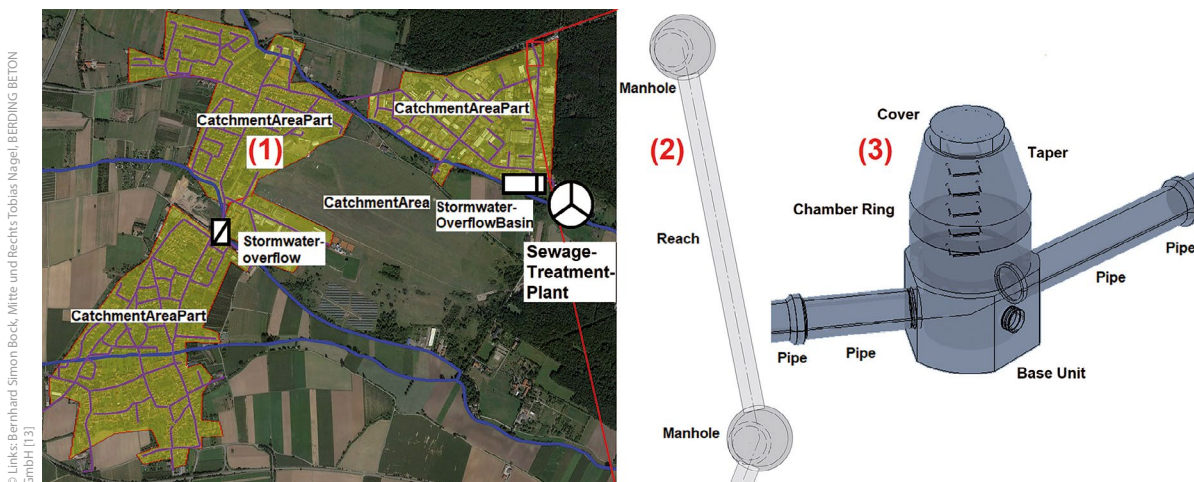 © Links: Bernhard Simon Bock, Mitte und Rechts Tobias Nagel, BERDING BETON
GmbH [13]
CatchmentAreaPart
(1)
CatchmentAreaPart
CatchmentArea
Stormwater-
OverflowBasin
Stormwater-
overflow
Sewage-
Treatment-
Plant
CatchmentAreaPart
Manhole
(2)
Reach
Manhole
(3)
Cover
Taper
Chamber Ring
Pipe
Pipe
Pipe
Pipe
Base Unit